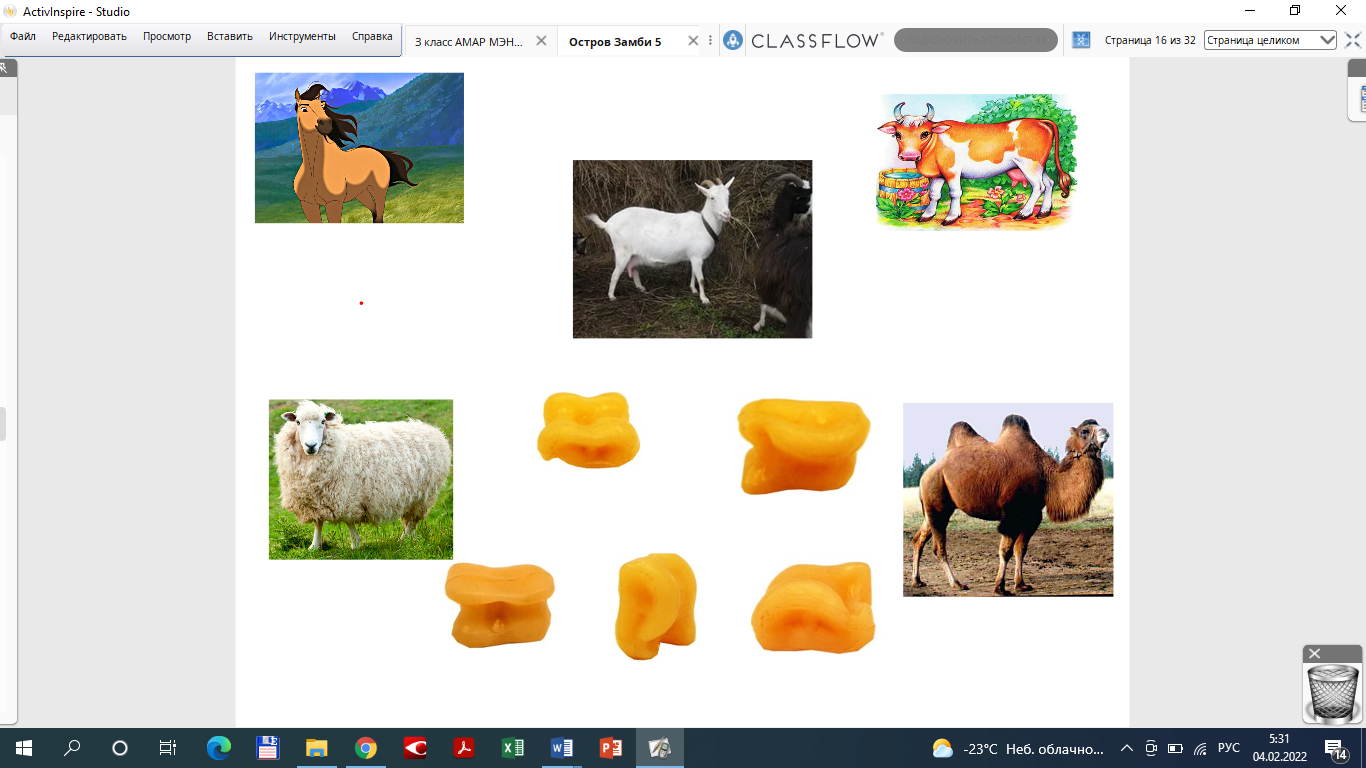 ActivInspire - Studio
Файл Редактировать Просмотр Вставить Инструменты Справка
3 класс АМАР МЭН...
Остров Замби 5
CLASSFLOW
Страница 16 из 32
Страница целиком
-23°C Неб. облачно...
РУС
5:31
04.02.2022
14